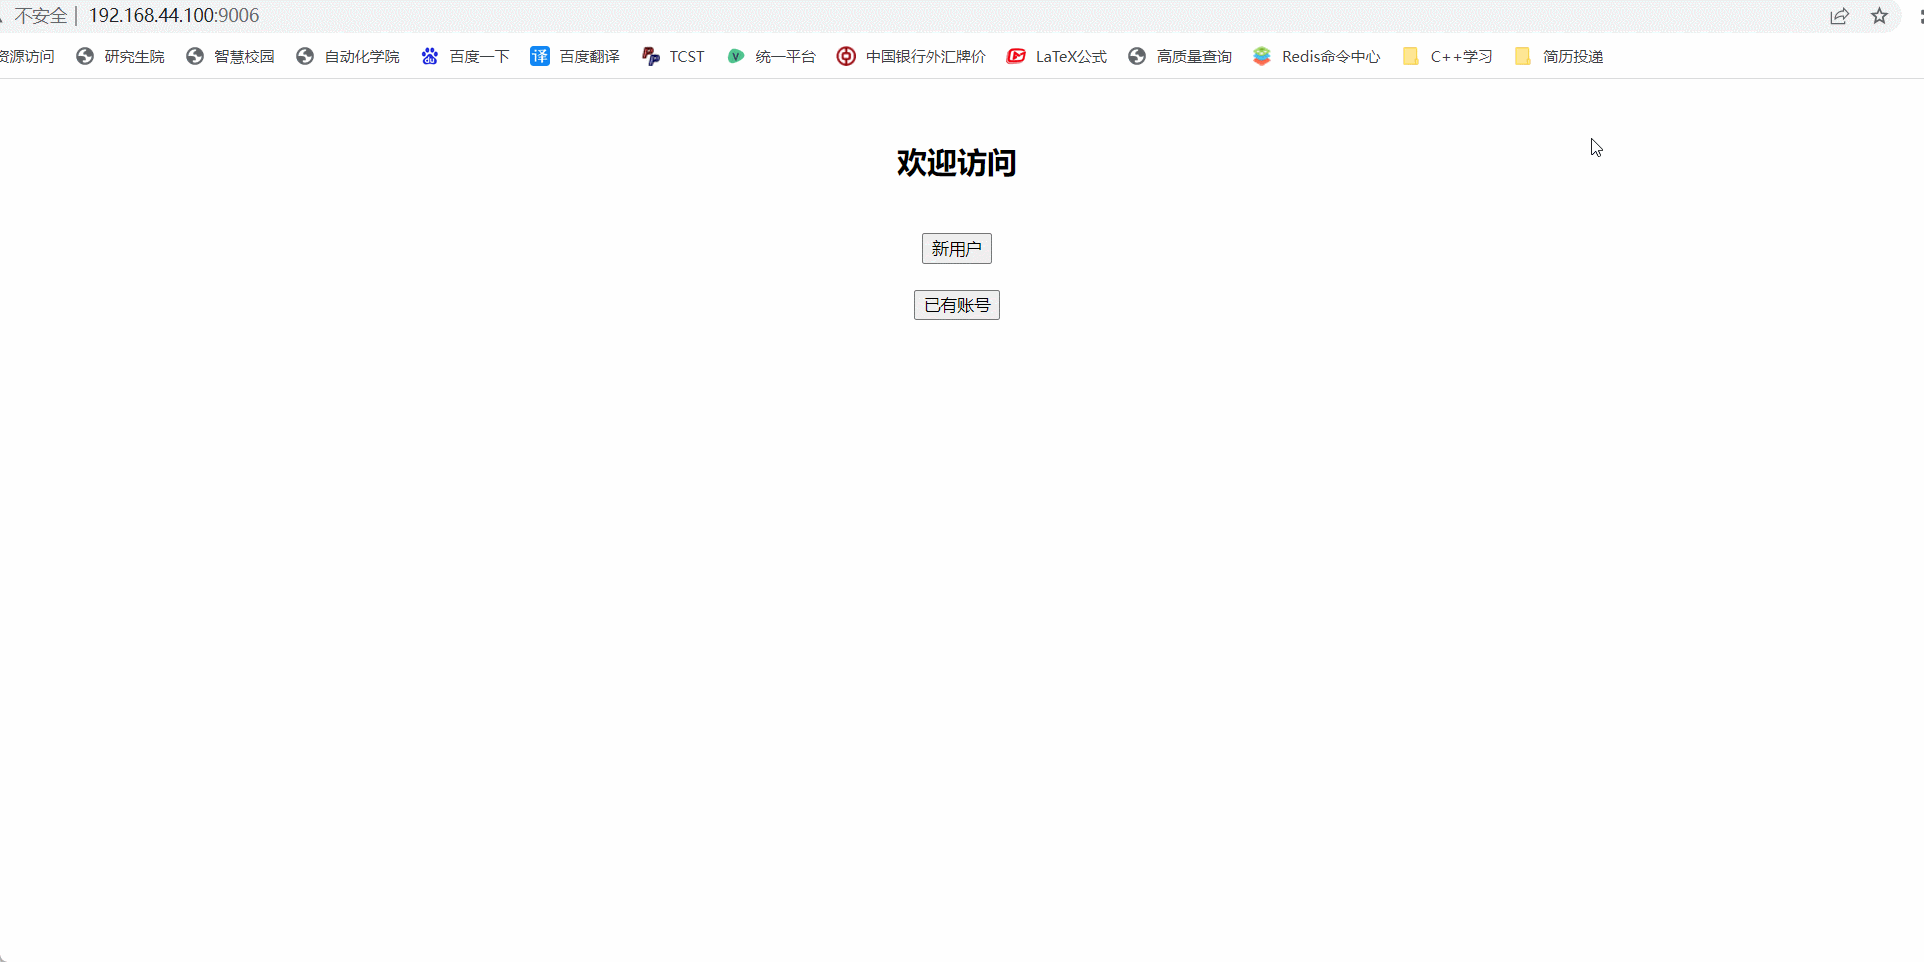 不安全 | 192.168.44.100:9006
资源访问 研究生院 智慧校园 自动化学院 百度一下 译 百度翻译 TCST 统一平台 中国银行外汇牌价 LaTeX公式 高质量查询 Redis命令中心 C++学习 简历投递
欢迎访问
新用户
已有账号